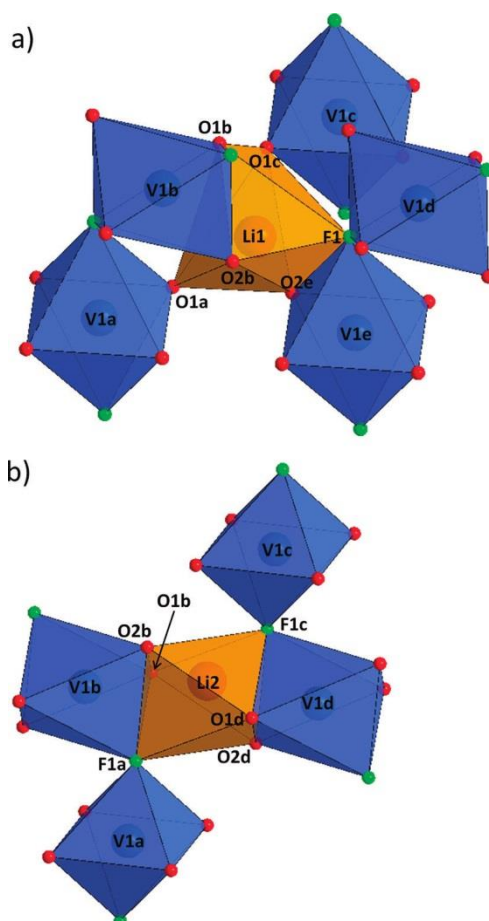 a)
V1c
O1b
O1c
V1b
V1d
Li1
F1
O2b
O2e
O1a
V1a
V1e
b)
V1c
O1b
O2b
F1c
V1b
Li2
O1d
V1d
O2d
F1a
V1a